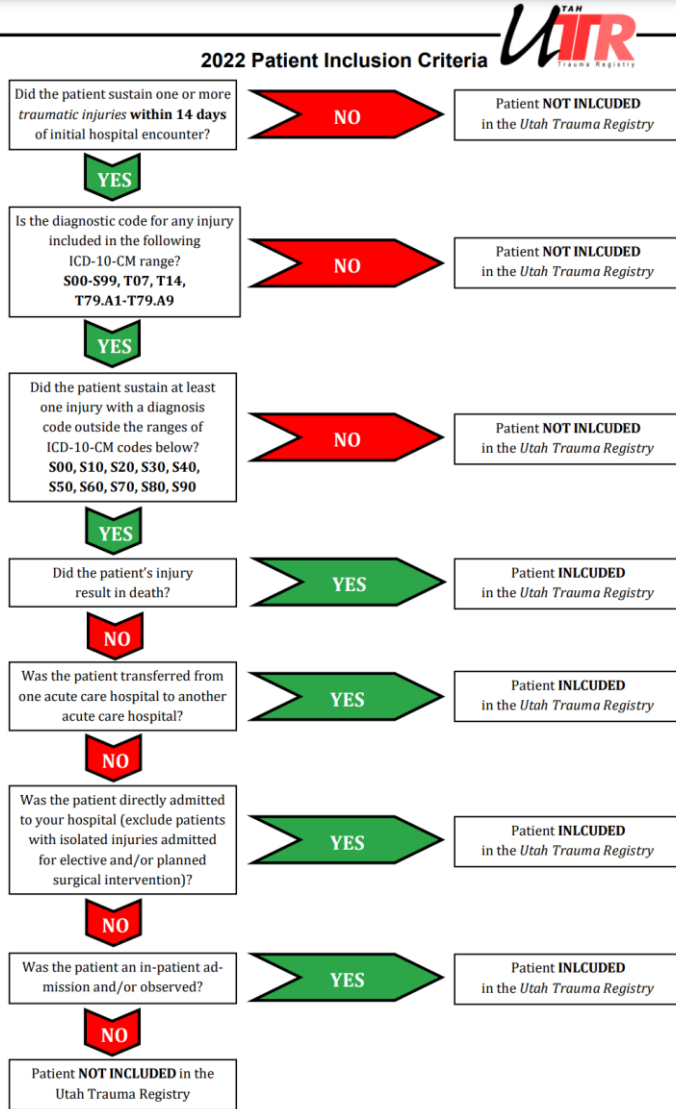 UTAH
UTR
Trauma Registry
2022 Patient Inclusion Criteria
Did the patient sustain one or more
traumatic injuries within 14 days
of initial hospital encounter?
NO
Patient NOT INLCUDED
in the Utah Trauma Registry
YES
Is the diagnostic code for any injury
included in the following
ICD-10-CM range?
S00-S99, T07, T14,
T79.A1-T79.A9
NO
Patient NOT INLCUDED
in the Utah Trauma Registry
YES
Did the patient sustain at least
one injury with a diagnosis
code outside the ranges of
ICD-10-CM codes below?
S00, S10, S20, S30, S40,
S50, S60, S70, S80, S90
NO
Patient NOT INLCUDED
in the Utah Trauma Registry
YES
Did the patient's injury
result in death?
YES
Patient INLCUDED
in the Utah Trauma Registry
NO
Was the patient transferred from
one acute care hospital to another
acute care hospital?
YES
Patient INLCUDED
in the Utah Trauma Registry
NO
Was the patient directly admitted
to your hospital (exclude patients
with isolated injuries admitted
for elective and/or planned
surgical intervention)?
YES
Patient INLCUDED
in the Utah Trauma Registry
NO
Was the patient an in-patient ad-
mission and/or observed?
YES
Patient INLCUDED
in the Utah Trauma Registry
NO
Patient NOT INCLUDED in the
Utah Trauma Registry